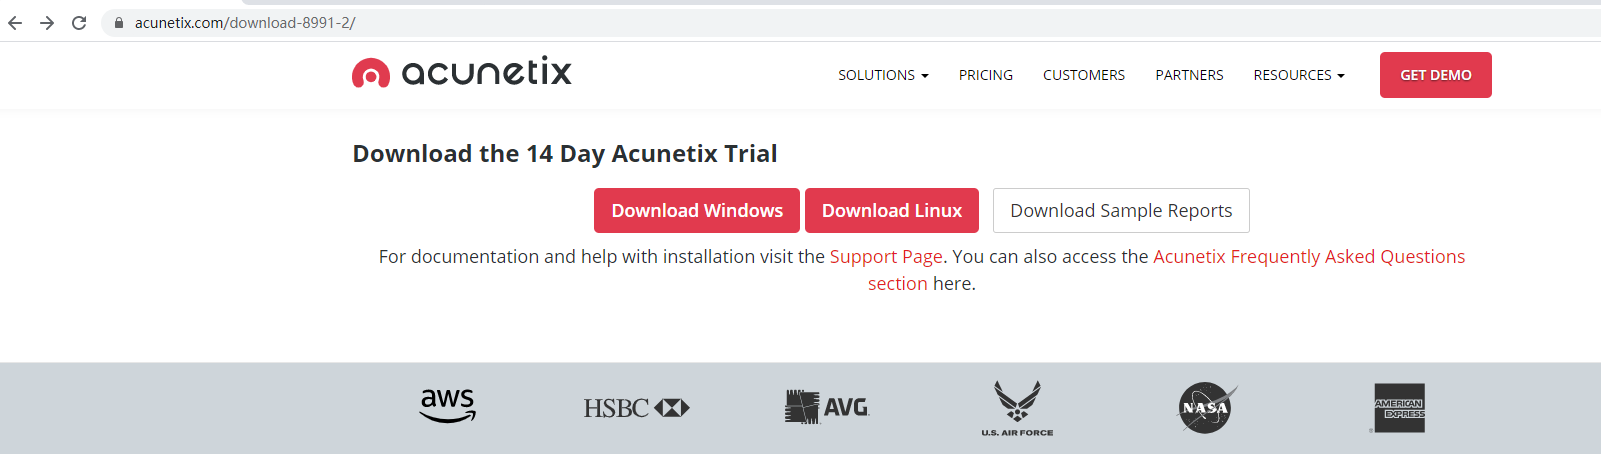 acunetix.com/download-8991-2/
acunetix
SOLUTIONS PRICING CUSTOMERS PARTNERS RESOURCES GET DEMO
Download the 14 Day Acunetix Trial
Download Windows Download Linux Download Sample Reports
For documentation and help with installation visit the Support Page. You can also access the Acunetix Frequently Asked Questions
section here.
aws HSBC AVG U.S. AIR FORCE NASA AMERICAN
EXPRESS